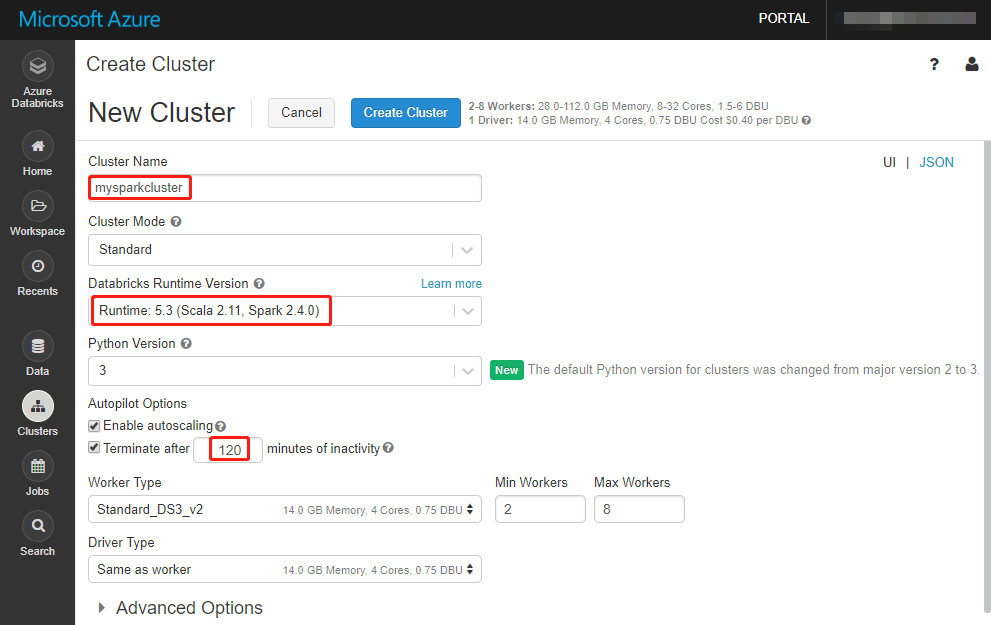 Microsoft Azure
PORTAL
Azure
Databricks
Home
Workspace
Recents
Data
Clusters
Jobs
Search
Create Cluster
?
New Cluster
Cancel
Create Cluster
2-8 Workers: 28.0-112.0 GB Memory, 8-32 Cores, 1.5-6 DBU
1 Driver: 14.0 GB Memory, 4 Cores, 0.75 DBU Cost $0.40 per DBU ?
UI | JSON
Cluster Name
mysparkcluster
Cluster Mode ?
Standard
Databricks Runtime Version ? Learn more
Runtime: 5.3 (Scala 2.11, Spark 2.4.0)
Python Version ?
3
New The default Python version for clusters was changed from major version 2 to 3.
Autopilot Options
Enable autoscaling ?
Terminate after 120 minutes of inactivity ?
Worker Type Min Workers Max Workers
Standard_DS3_v2 14.0 GB Memory, 4 Cores, 0.75 DBU 2 8
Driver Type
Same as worker 14.0 GB Memory, 4 Cores, 0.75 DBU
Advanced Options